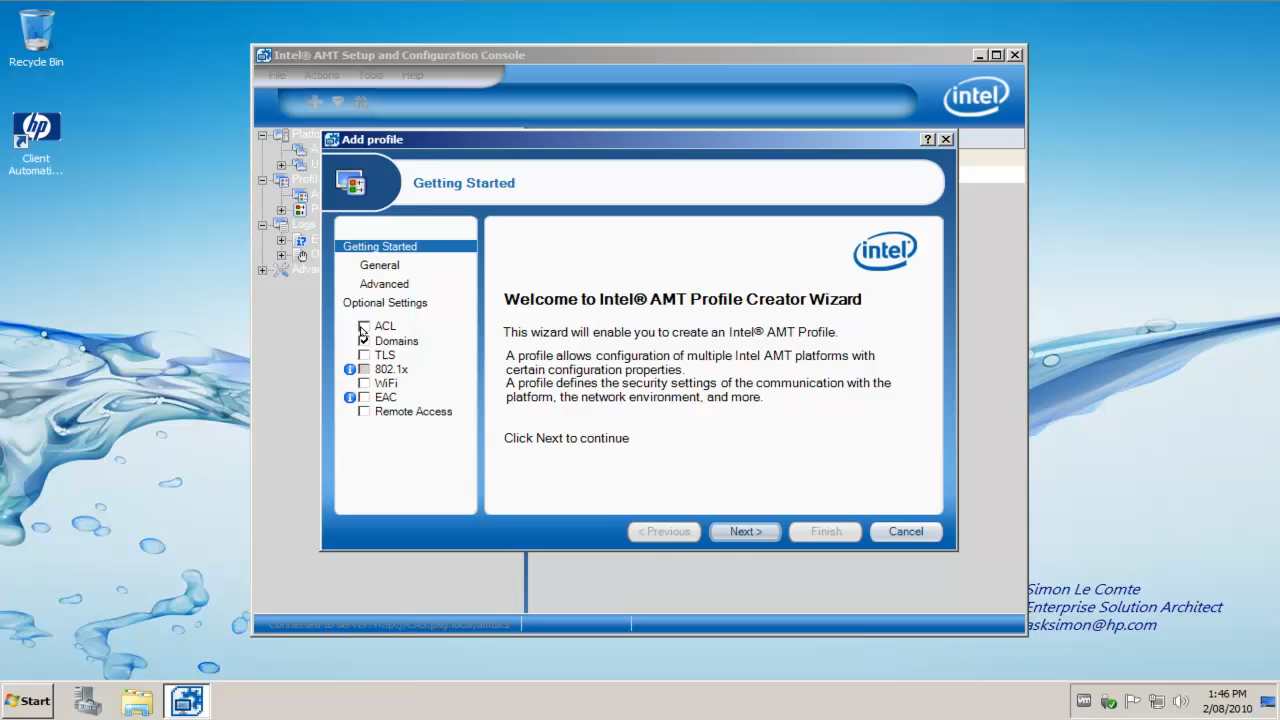 Recycle Bin
hp
Client
Automati...
Intel® AMT Setup and Configuration Console
File Actions Tools Help
intel
Add profile
Getting Started
Getting Started
General
Advanced
Optional Settings
ACL
Domains
TLS
802.1x
WiFi
EAC
Remote Access
intel
Welcome to Intel® AMT Profile Creator Wizard
This wizard will enable you to create an Intel® AMT Profile.
A profile allows configuration of multiple Intel AMT platforms with
certain configuration properties.
A profile defines the security settings of the communication with the
platform, the network environment, and more.
Click Next to continue
< Previous Next > Finish Cancel
Logs
Simon Le Comte
Enterprise Solution Architect
asksimon@hp.com
Start
1:46 PM
2/08/2010